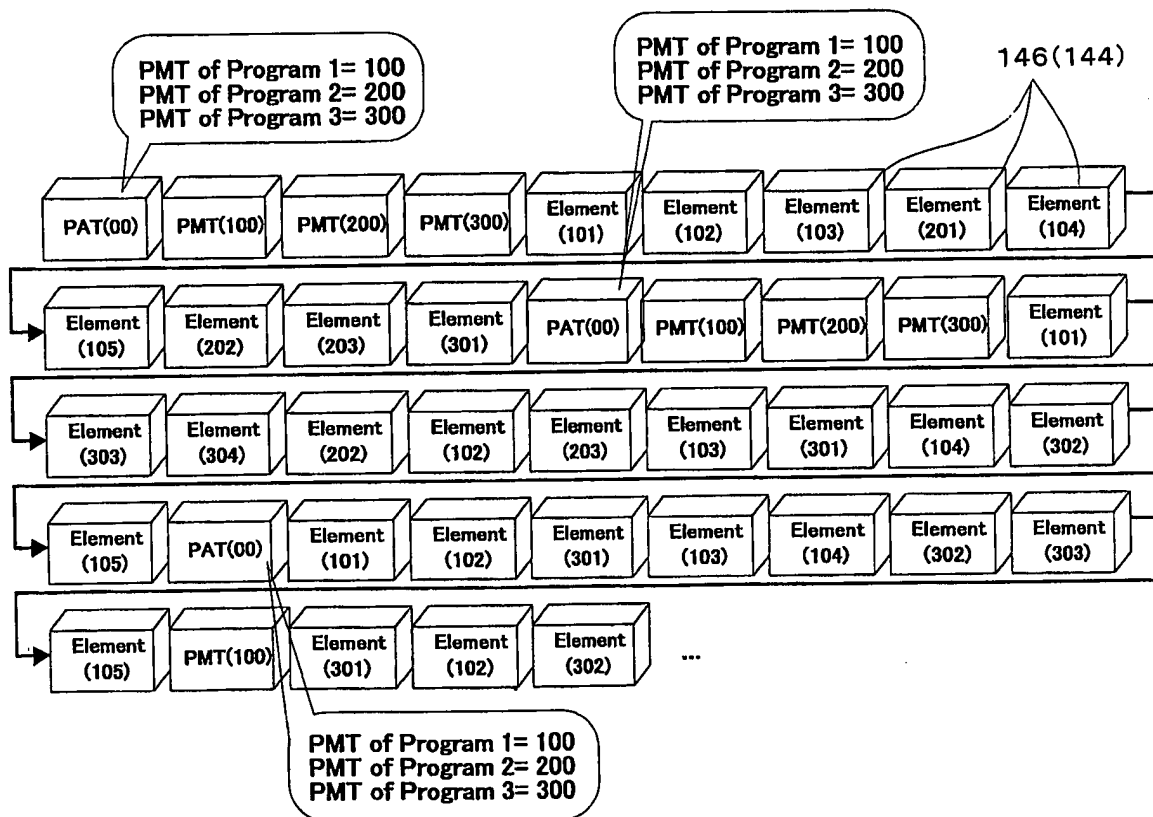 PMT of Program 1= 100
PMT of Program 2= 200
PMT of Program 3= 300
PMT of Program 1= 100
PMT of Program 2= 200
PMT of Program 3= 300
146(144)
PAT(00) PMT(100) PMT(200) PMT(300) Element (101) Element (102) Element (103) Element (201) Element (104)
Element (105) Element (202) Element (203) Element (301) PAT(00) PMT(100) PMT(200) PMT(300) Element (101)
Element (303) Element (304) Element (202) Element (102) Element (203) Element (103) Element (301) Element (104) Element (302)
Element (105) PAT(00) Element (101) Element (102) Element (301) Element (103) Element (104) Element (302) Element (303)
Element (105) PMT(100) Element (301) Element (102) Element (302) ...
PMT of Program 1= 100
PMT of Program 2= 200
PMT of Program 3= 300